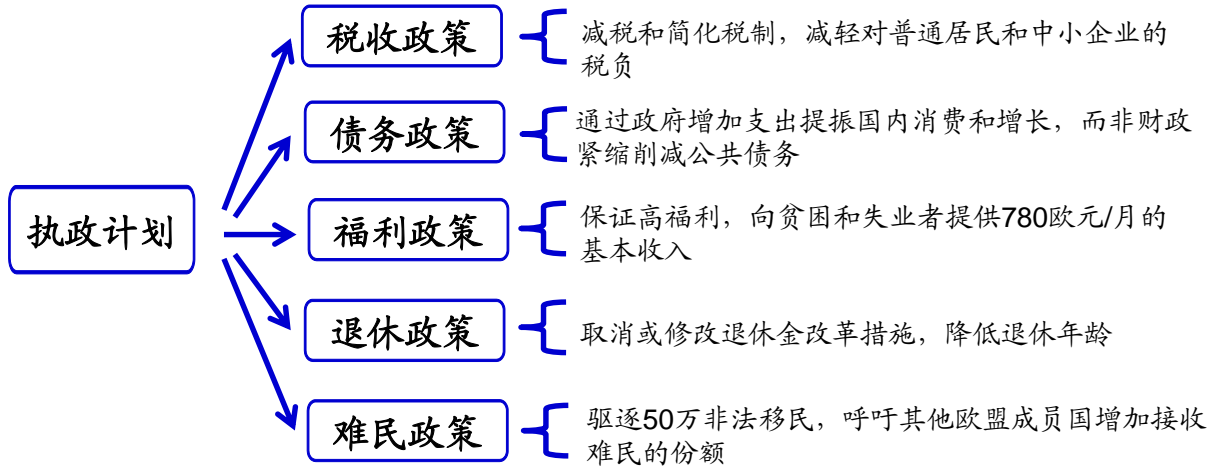 执政计划
税收政策
减税和简化税制，减轻对普通居民和中小企业的
税负
债务政策
通过政府增加支出提振国内消费和增长，而非财政
紧缩削减公共债务
福利政策
保证高福利，向贫困和失业者提供780欧元/月的
基本收入
退休政策
取消或修改退休金改革措施，降低退休年龄
难民政策
驱逐50万非法移民，呼吁其他欧盟成员国增加接收
难民的份额